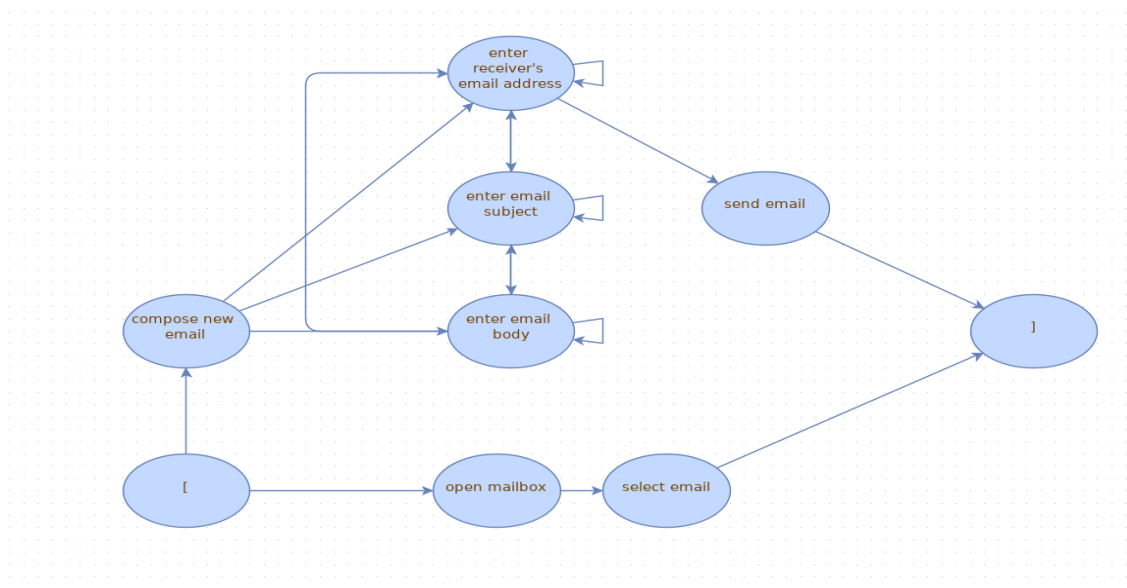 enter
receiver's
email address
enter email
subject
send email
compose new
email
enter email
body
]
[
open mailbox
select email